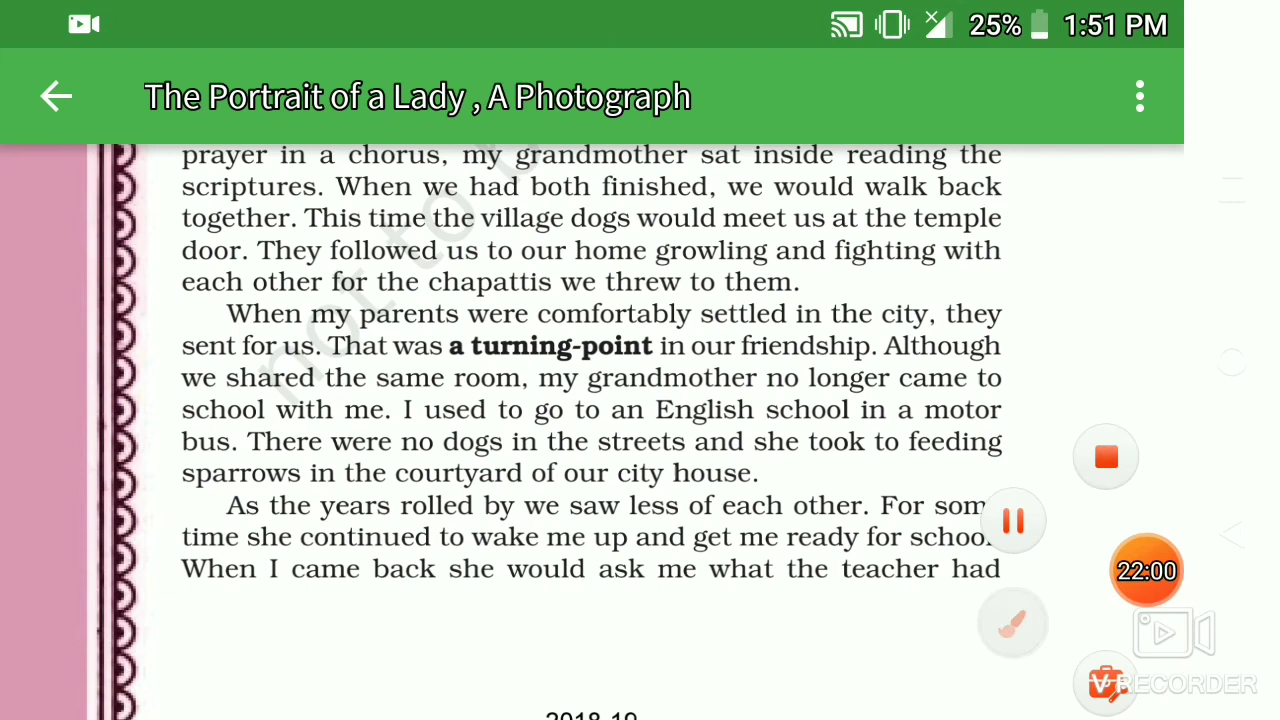 25% 1:51 PM
The Portrait of a Lady , A Photograph
prayer in a chorus, my grandmother sat inside reading the
scriptures. When we had both finished, we would walk back
together. This time the village dogs would meet us at the temple
door. They followed us to our home growling and fighting with
each other for the chapattis we threw to them.
When my parents were comfortably settled in the city, they
sent for us. That was a turning-point in our friendship. Although
we shared the same room, my grandmother no longer came to
school with me. I used to go to an English school in a motor
bus. There were no dogs in the streets and she took to feeding
sparrows in the courtyard of our city house.
As the years rolled by we saw less of each other. For som
time she continued to wake me up and get me ready for school.
When I came back she would ask me what the teacher had
22:00
VRECORDER
2018-19
not to